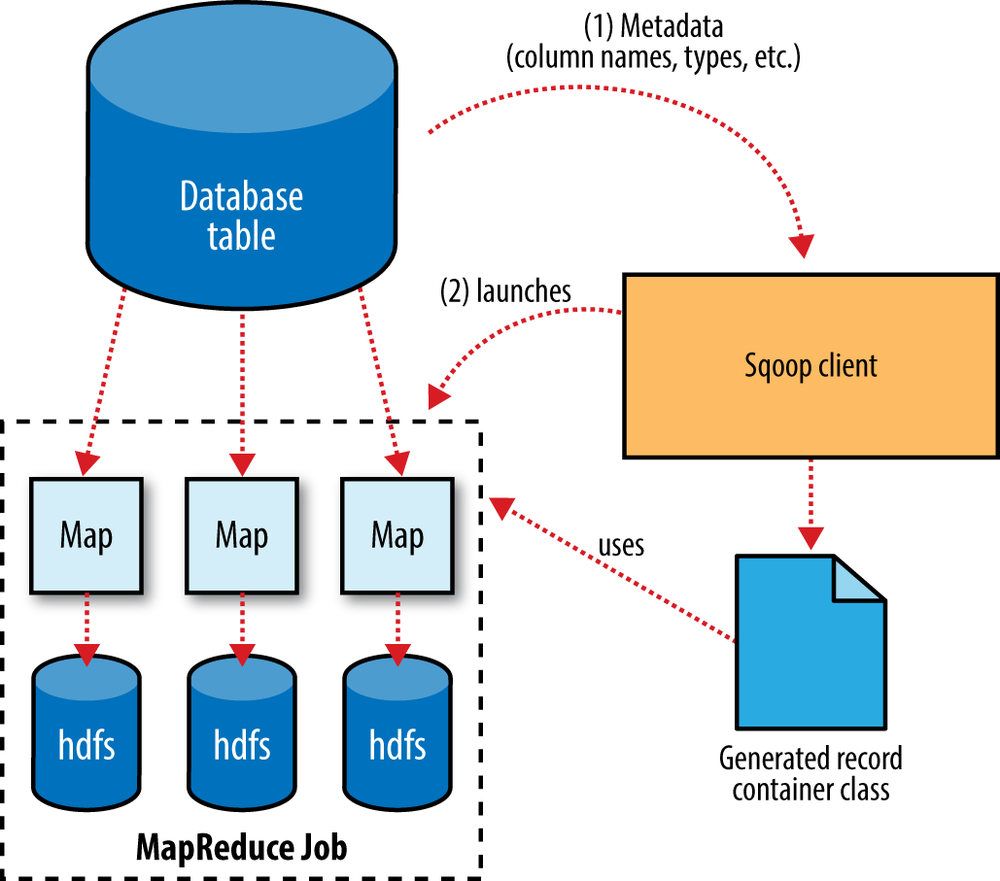 (1) Metadata
(column names, types, etc.)
Database
table
(2) launches
Sqoop client
Map
Map
Map
uses
hdfs
hdfs
hdfs
Generated record
container class
MapReduce Job